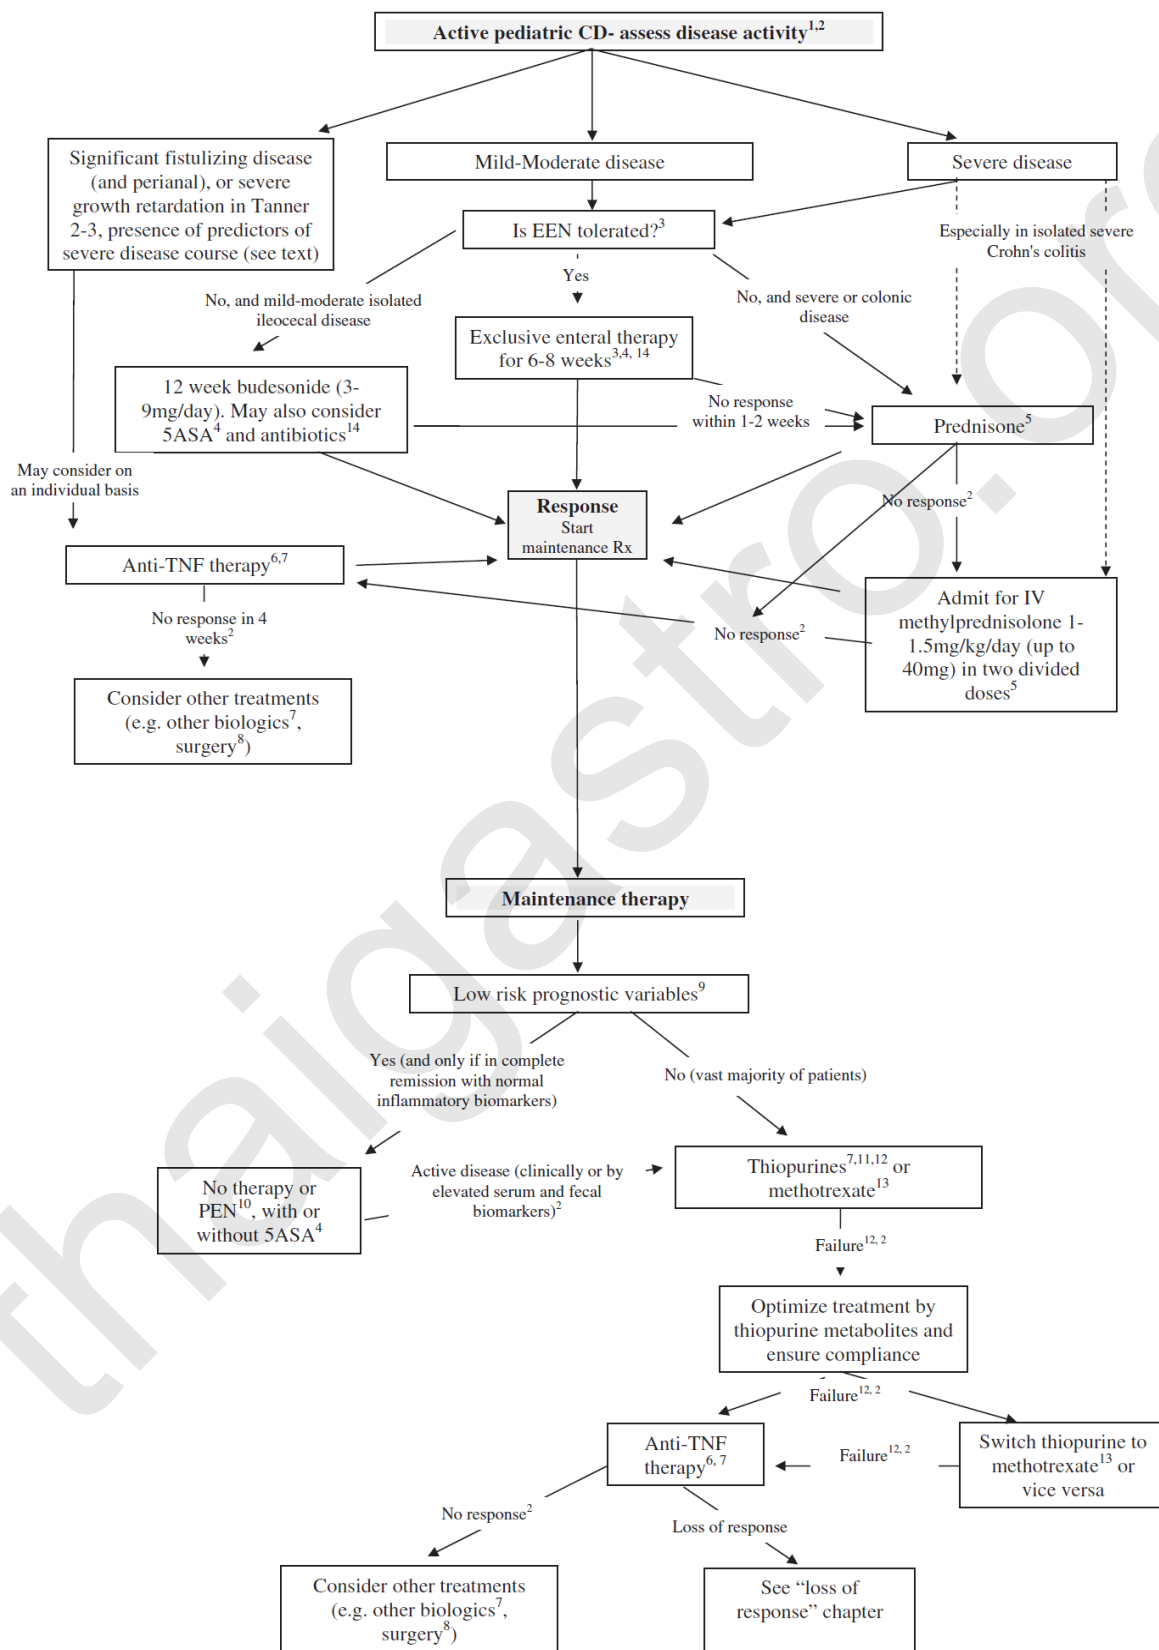 Active pediatric CD- assess disease activity1,2
Significant fistulizing disease
(and perianal), or severe
growth retardation in Tanner
2-3, presence of predictors of
severe disease course (see text)
Mild-Moderate disease
Severe disease
Is EEN tolerated?3
Especially in isolated severe
Crohn's colitis
Yes
No, and mild-moderate isolated
ileocecal disease
No, and severe or colonic
disease
Exclusive enteral therapy
for 6-8 weeks3,4, 14
12 week budesonide (3-
9mg/day). May also consider
5ASA4 and antibiotics14
No response
within 1-2 weeks
Prednisone5
May consider on
an individual basis
Response
Start
maintenance Rx
No response2
Anti-TNF therapy6,7
No response in 4
weeks2
No response2
Admit for IV
methylprednisolone 1-
1.5mg/kg/day (up to
40mg) in two divided
doses5
Consider other treatments
(e.g. other biologics7,
surgery8)
Maintenance therapy
Low risk prognostic variables9
Yes (and only if in complete
remission with normal
inflammatory biomarkers)
No (vast majority of patients)
No therapy or
PEN10, with or
without 5ASA4
Active disease (clinically or by
elevated serum and fecal
biomarkers)2
Thiopurines7,11,12 or
methotrexate13
Failure12, 2
Optimize treatment by
thiopurine metabolites and
ensure compliance
Failure12, 2
Anti-TNF
therapy6, 7
Failure12, 2
Switch thiopurine to
methotrexate13 or
vice versa
No response2
Loss of response
Consider other treatments
(e.g. other biologics7,
surgery8)
See “loss of
response” chapter
thaigastro.or